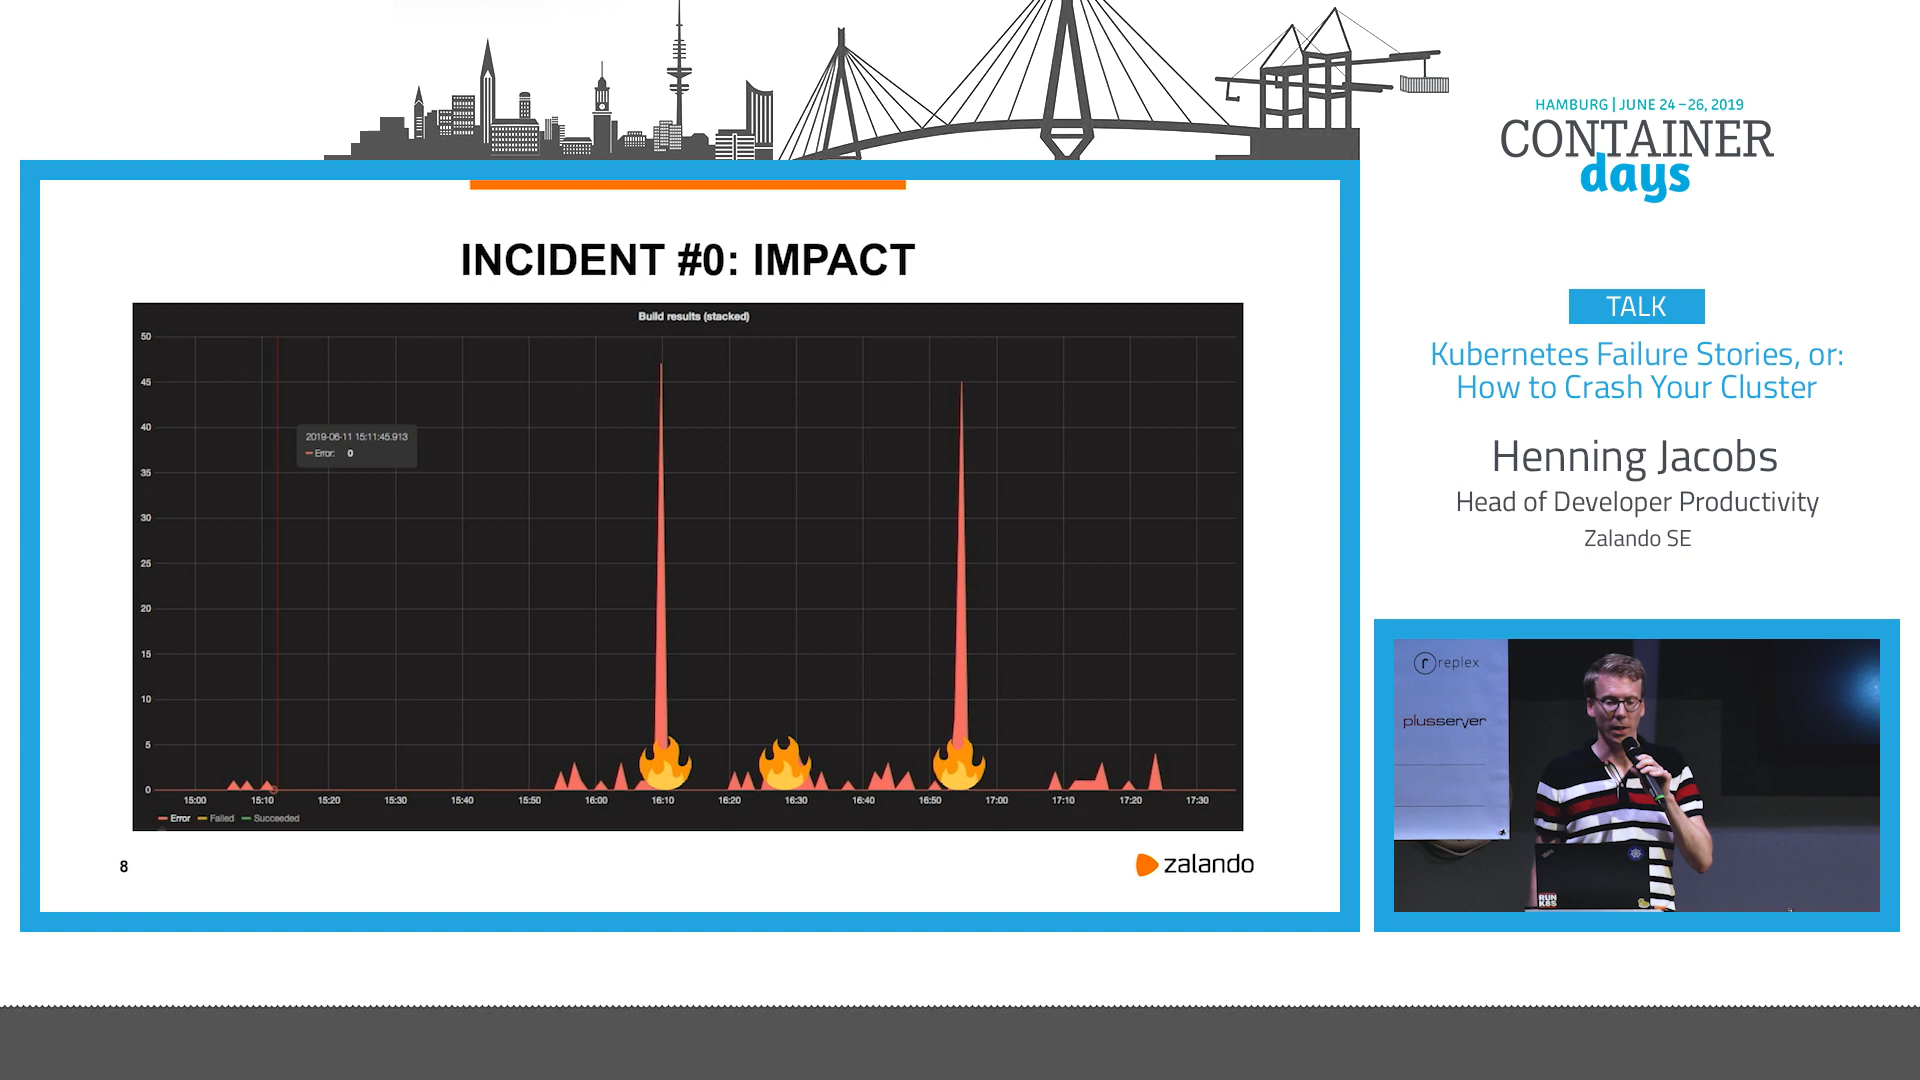 HAMBURG | JUNE 24 – 26, 2019
CONTAINER
days
INCIDENT #0: IMPACT
Build results (stacked)
50
45
40
35
30
25
20
15
10
5
0
2019-06-11 15:11:45.913
Error: 0
15:00 15:10 15:20 15:30 15:40 15:50 16:00 16:10 16:20 16:30 16:40 16:50 17:00 17:10 17:20 17:30
Error Failed Succeeded
8
zalando
TALK
Kubernetes Failure Stories, or:
How to Crash Your Cluster
Henning Jacobs
Head of Developer Productivity
Zalando SE
r replex
plusserver
RUN
K8S